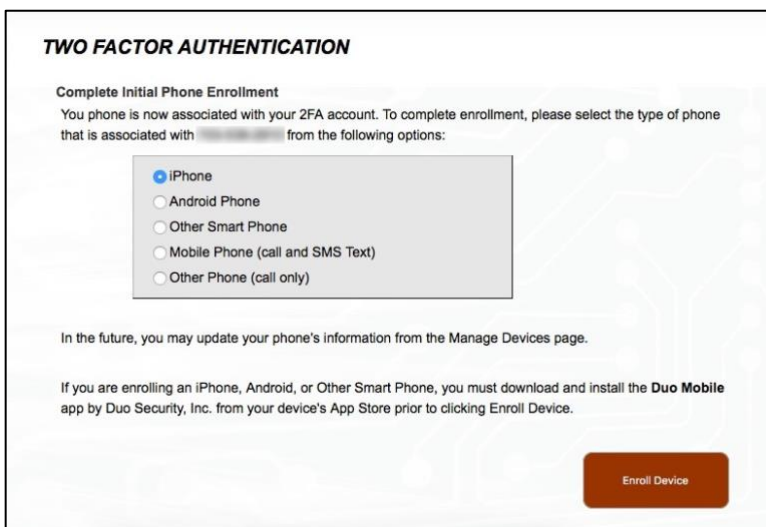 TWO FACTOR AUTHENTICATION
Complete Initial Phone Enrollment
You phone is now associated with your 2FA account. To complete enrollment, please select the type of phone
that is associated with from the following options:
iPhone
Android Phone
Other Smart Phone
Mobile Phone (call and SMS Text)
Other Phone (call only)
In the future, you may update your phone's information from the Manage Devices page.
If you are enrolling an iPhone, Android, or Other Smart Phone, you must download and install the Duo Mobile
app by Duo Security, Inc. from your device's App Store prior to clicking Enroll Device.
Enroll Device